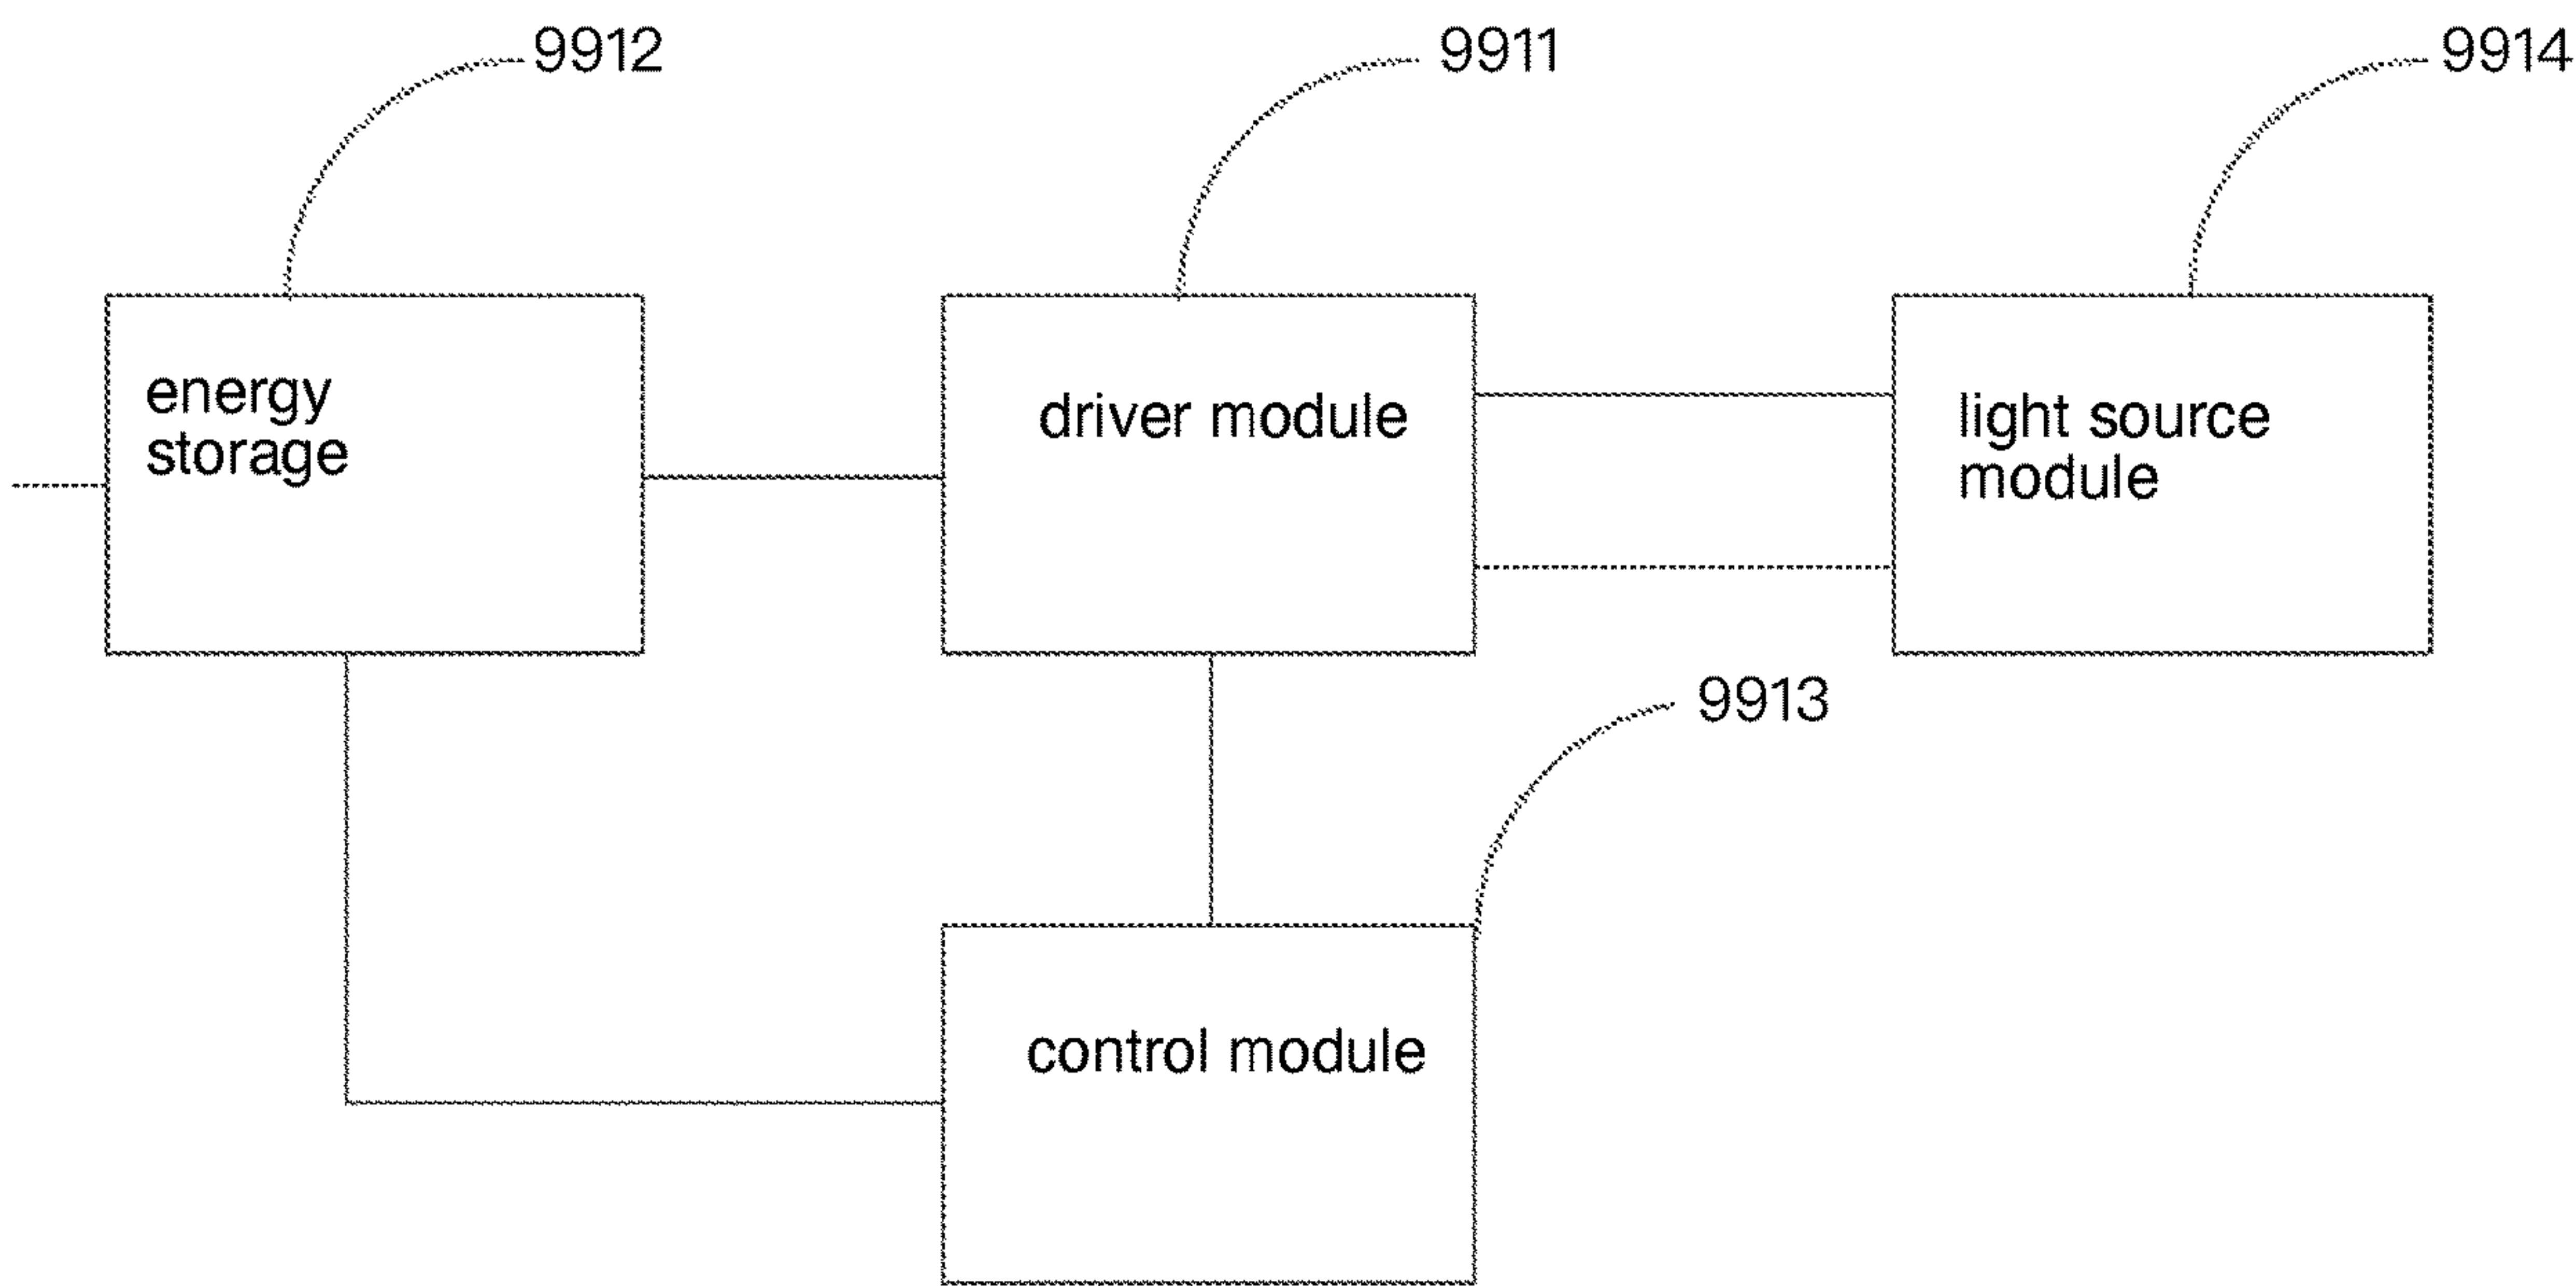 9912
9911
9914
energy
storage
driver module
light source
module
9913
control module